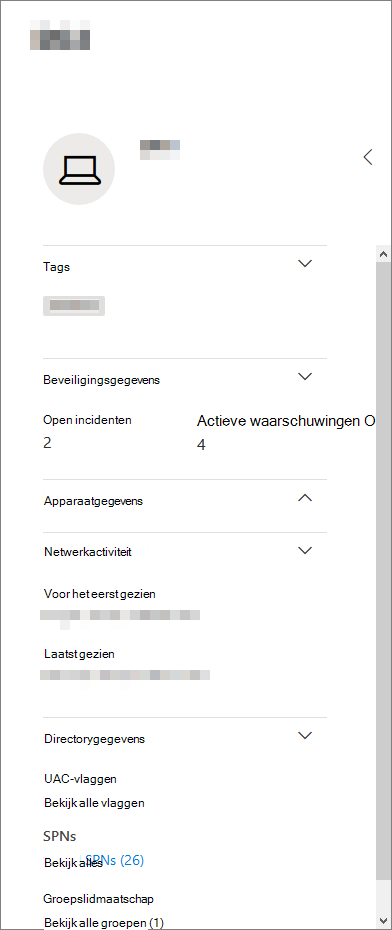 Tags
Beveiligingsgegevens
Open incidenten
Actieve waarschuwingen O
2
4
Apparaatgegevens
Netwerkactiviteit
Voor het eerst gezien
Laatst gezien
Directorygegevens
UAC-vlaggen
Bekijk alle vlaggen
SPNs
Bekijk alles SPNs (26)
Groepslidmaatschap
Bekijk alle groepen (1)